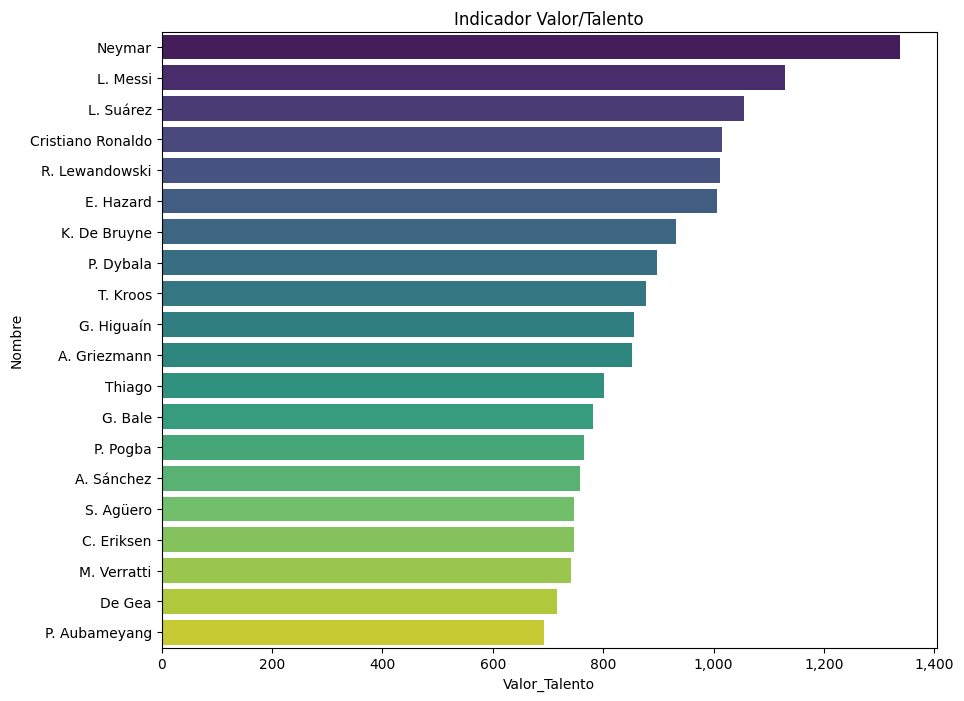 Indicador Valor/Talento
Neymar
L. Messi
L. Suárez
Cristiano Ronaldo
R. Lewandowski
E. Hazard
K. De Bruyne
P. Dybala
T. Kroos
G. Higuaín
A. Griezmann
Thiago
G. Bale
P. Pogba
A. Sánchez
S. Agüero
C. Eriksen
M. Verratti
De Gea
P. Aubameyang
Nombre
0 200 400 600 800 1,000 1,200 1,400
Valor_Talento